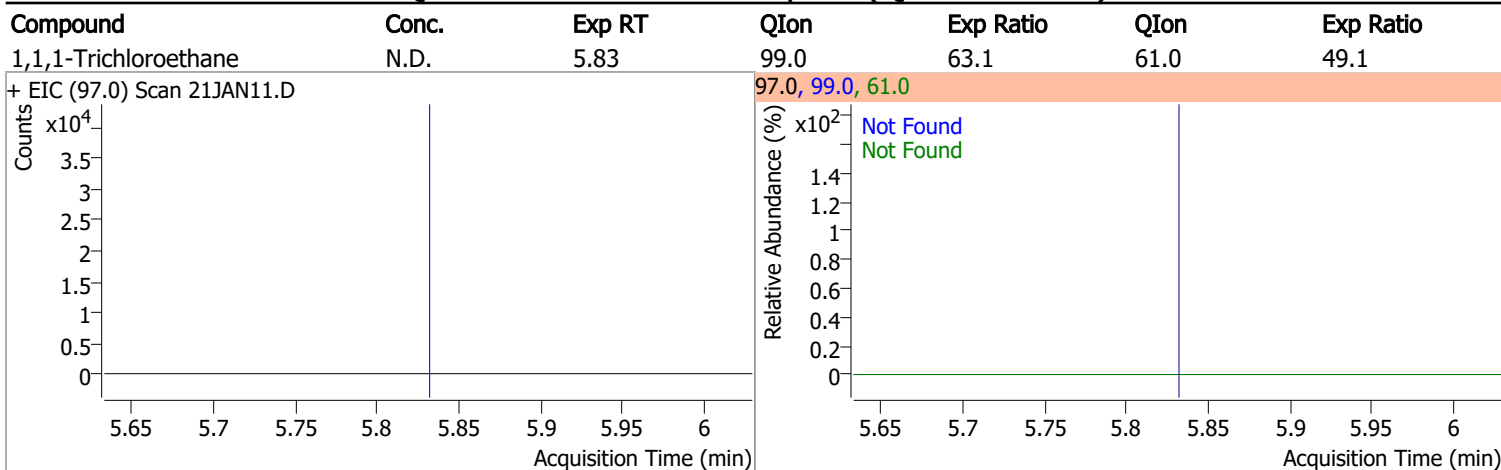 Compound Conc. Exp RT QIon Exp Ratio QIon Exp Ratio
1,1,1-Trichloroethane N.D. 5.83 99.0 63.1 61.0 49.1
+ EIC (97.0) Scan 21JAN11.D
Counts
x10^4
3.5
3
2.5
2
1.5
1
0.5
0
5.65 5.7 5.75 5.8 5.85 5.9 5.95 6
Acquisition Time (min)
97.0, 99.0, 61.0
Relative Abundance (%)
x10^2
Not Found
Not Found
1.4
1.2
1
0.8
0.6
0.4
0.2
0
5.65 5.7 5.75 5.8 5.85 5.9 5.95 6
Acquisition Time (min)